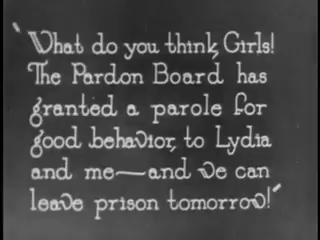 "What do you think, Girls!
The Pardon Board has
granted a parole for
good behavior, to Lydia
and me—and we can
leave prison tomorrow!"